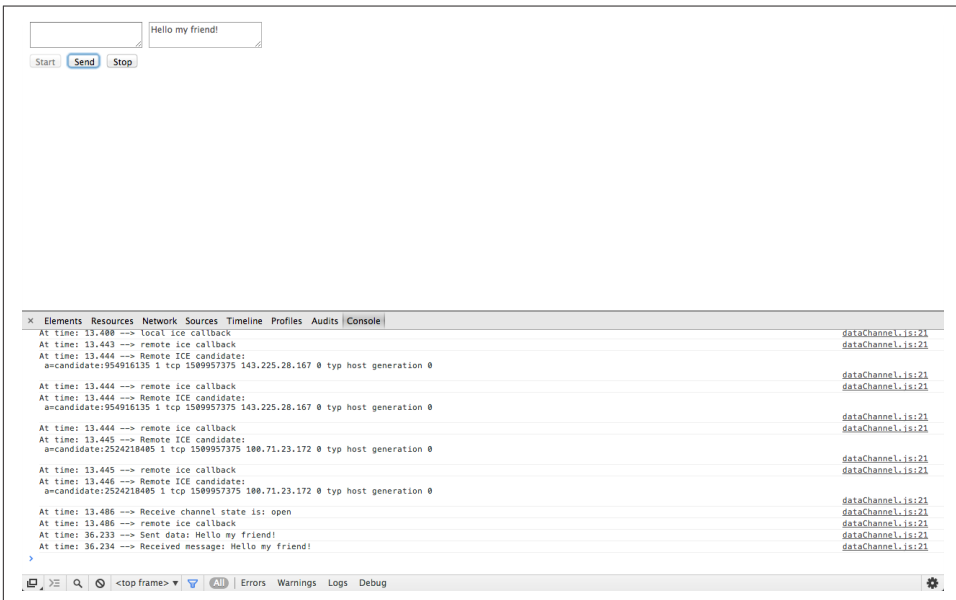 Hello my friend!
Start Send Stop
× Elements Resources Network Sources Timeline Profiles Audits Console
At time: 13.400 --> local ice callback dataChannel.js:21
At time: 13.443 --> remote ice callback dataChannel.js:21
At time: 13.444 --> Remote ICE candidate:
a=candidate:954916135 1 tcp 1509957375 143.225.28.167 0 typ host generation 0
dataChannel.js:21
At time: 13.444 --> remote ice callback dataChannel.js:21
At time: 13.444 --> Remote ICE candidate:
a=candidate:954916135 1 tcp 1509957375 143.225.28.167 0 typ host generation 0
dataChannel.js:21
At time: 13.444 --> remote ice callback dataChannel.js:21
At time: 13.445 --> Remote ICE candidate:
a=candidate:2524218405 1 tcp 1509957375 100.71.23.172 0 typ host generation 0
dataChannel.js:21
At time: 13.445 --> remote ice callback dataChannel.js:21
At time: 13.446 --> Remote ICE candidate:
a=candidate:2524218405 1 tcp 1509957375 100.71.23.172 0 typ host generation 0
dataChannel.js:21
At time: 13.486 --> Receive channel state is: open dataChannel.js:21
At time: 13.486 --> remote ice callback dataChannel.js:21
At time: 36.233 --> Sent data: Hello my friend! dataChannel.js:21
At time: 36.234 --> Received message: Hello my friend! dataChannel.js:21
>
<top frame> ▼ All Errors Warnings Logs Debug